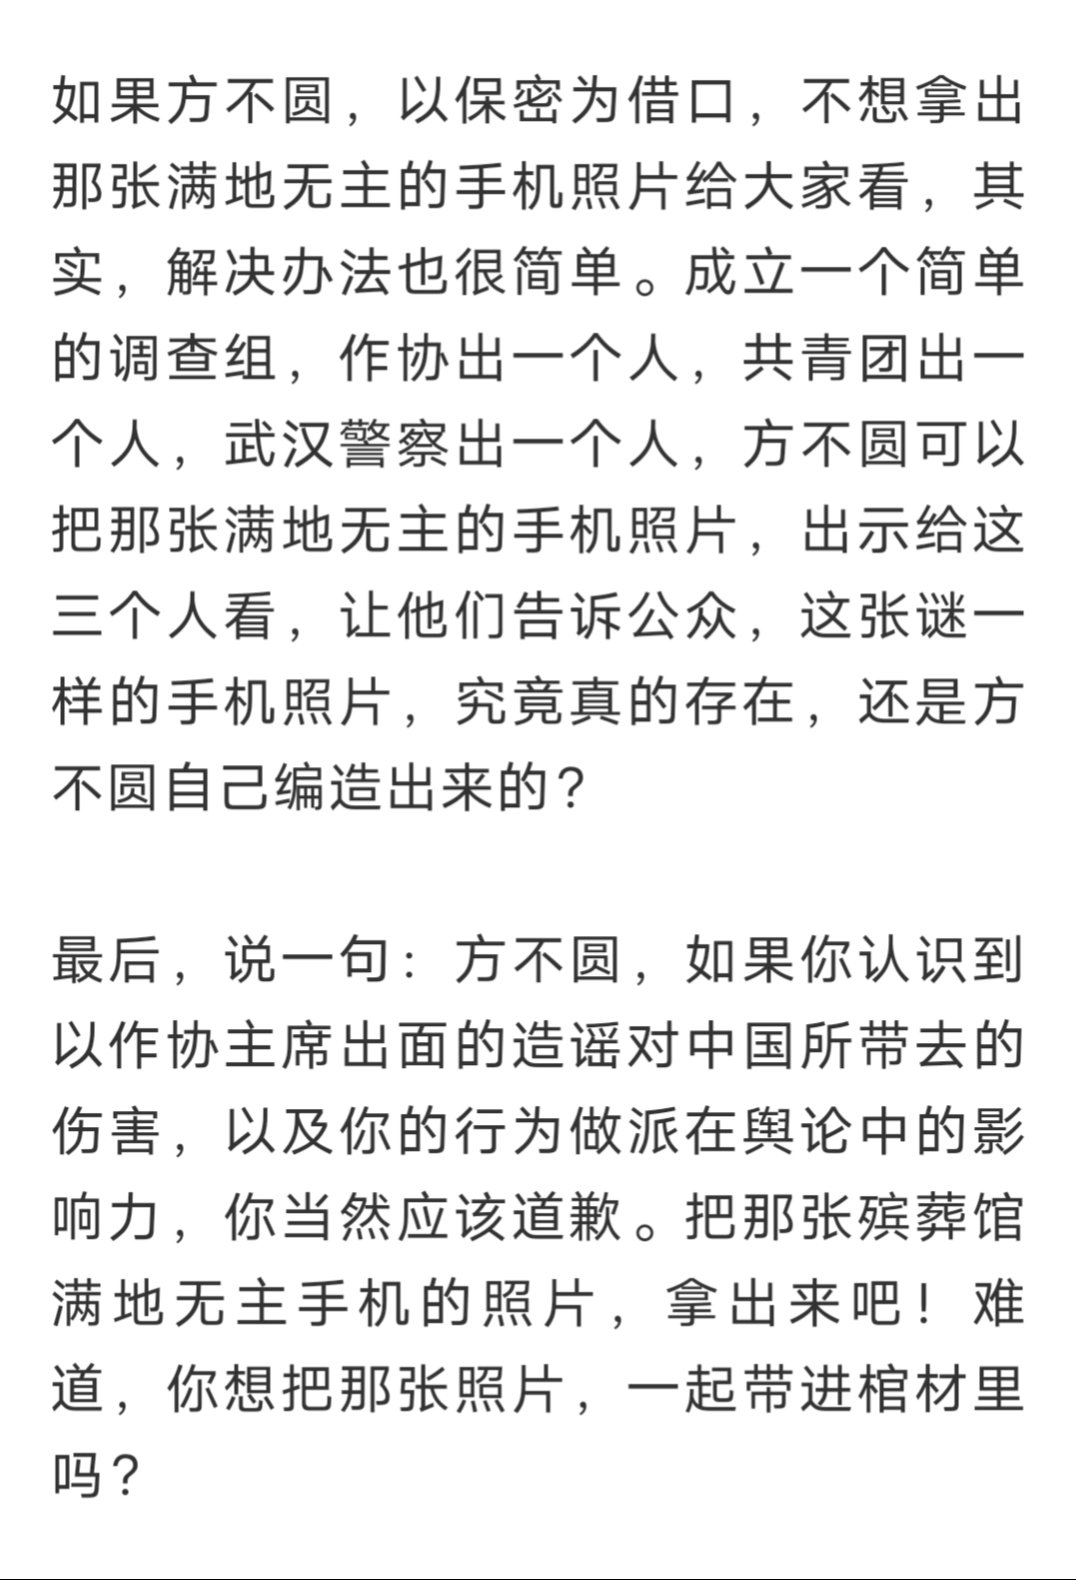 如果方不圆，以保密为借口，不想拿出
那张满地无主的手机照片给大家看，其
实，解决办法也很简单。成立一个简单
的调查组，作协出一个人，共青团出一
个人，武汉警察出一个人，方不圆可以
把那张满地无主的手机照片，出示给这
三个人看，让他们告诉公众，这张谜一
样的手机照片，究竟真的存在，还是方
不圆自己编造出来的？
最后，说一句：方不圆，如果你认识到
以作协主席出面的造谣对中国所带去的
伤害，以及你的行为做派在舆论中的影
响力，你当然应该道歉。把那张殡葬馆
满地无主手机的照片，拿出来吧！难
道，你想把那张照片，一起带进棺材里
吗？